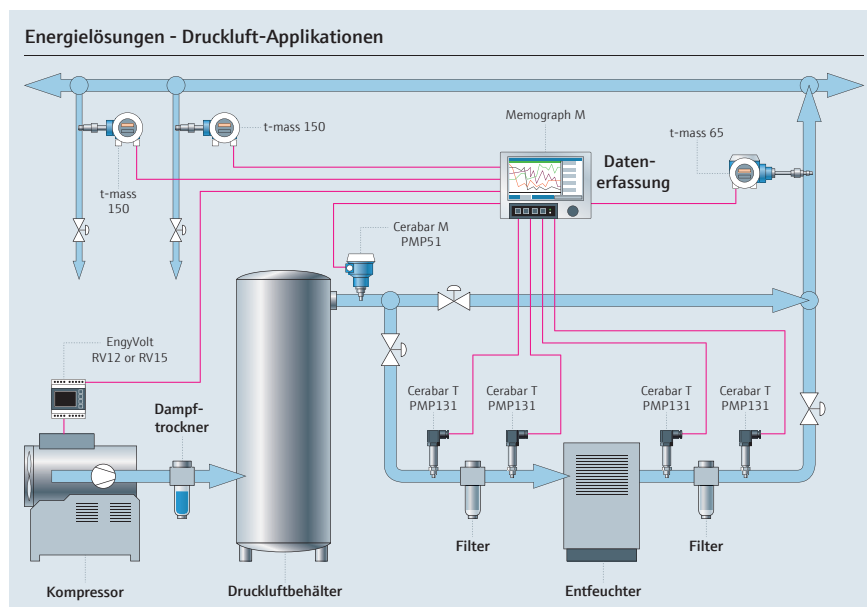 Energielösungen - Druckluft-Applikationen
t-mass 150
t-mass
150
Memograph M
t-mass 65
Daten-
erfassung
Cerabar M
PMP51
EngyVolt
RV12 or RV15
Dampf-
trockner
Cerabar T
PMP131
Cerabar T
PMP131
Cerabar T
PMP131
Cerabar T
PMP131
Filter
Filter
Kompressor
Druckluftbehälter
Entfeuchter